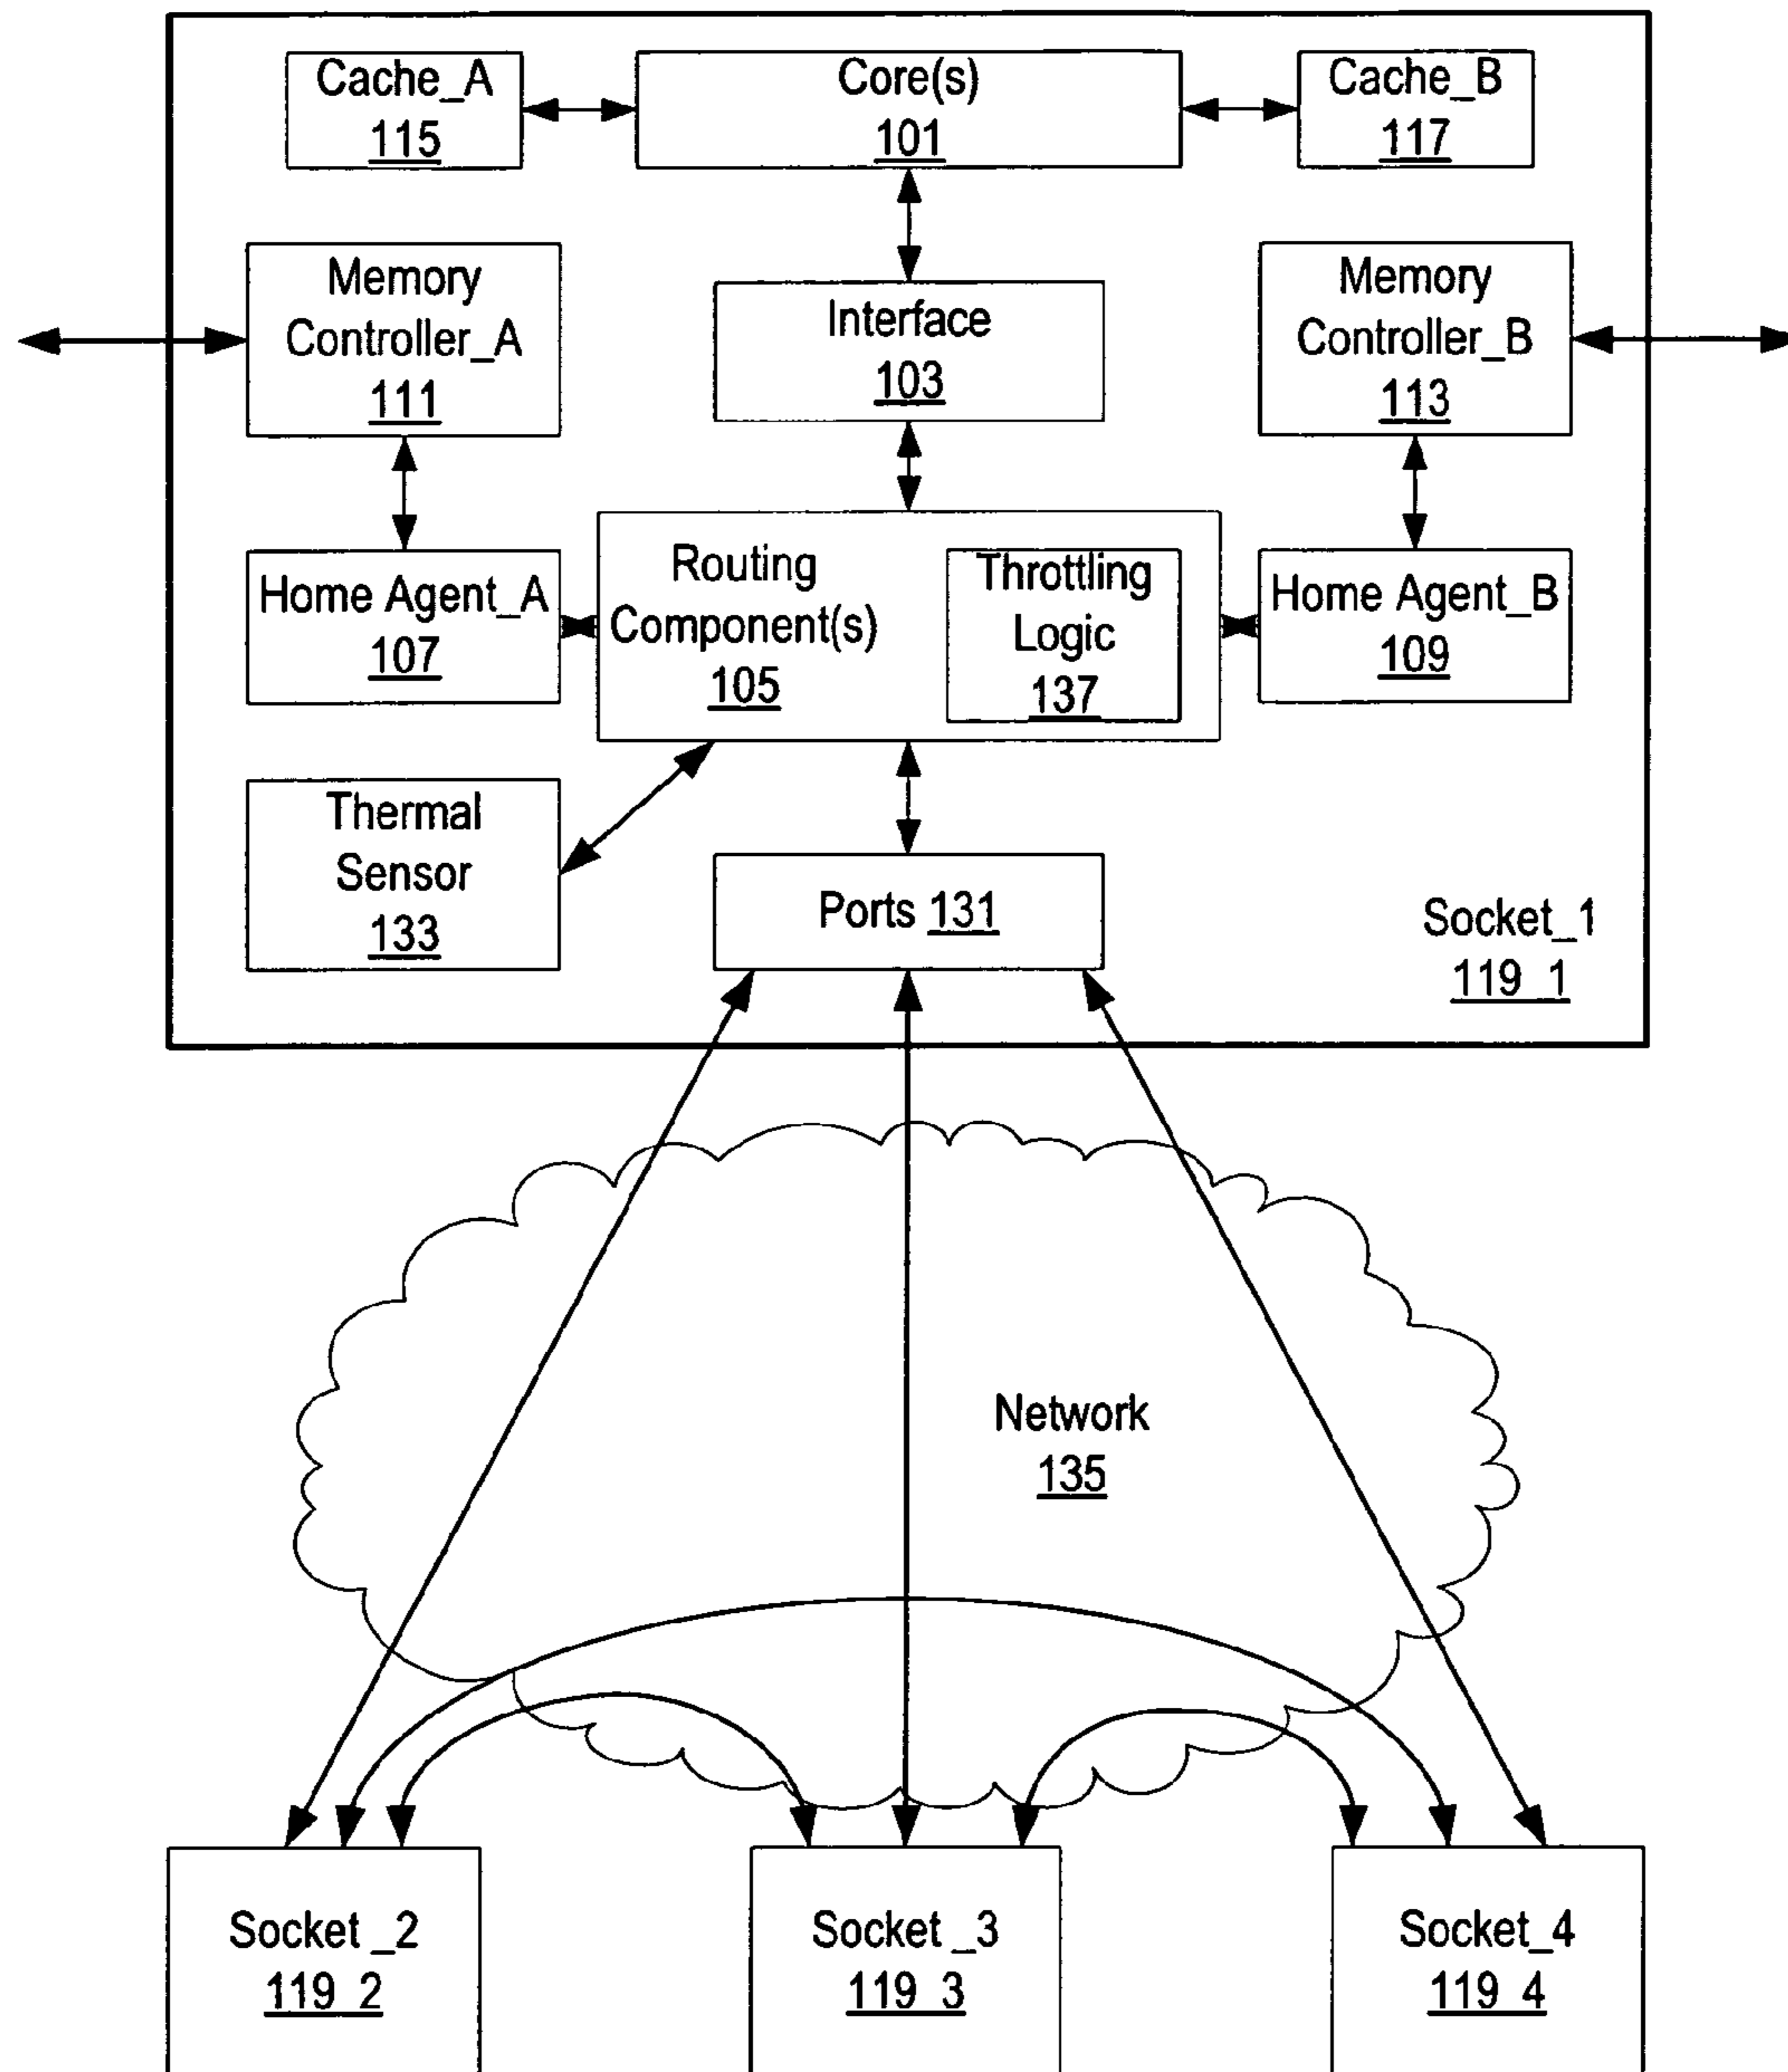 Cache_A
115
Core(s)
101
Cache_B
117
Memory
Controller_A
111
Interface
103
Memory
Controller_B
113
Home Agent_A
107
Routing
Component(s)
105
Throttling
Logic
137
Home Agent_B
109
Thermal
Sensor
133
Ports 131
Socket_1
119_1
Network
135
Socket _2
119_2
Socket _3
119_3
Socket_4
119_4